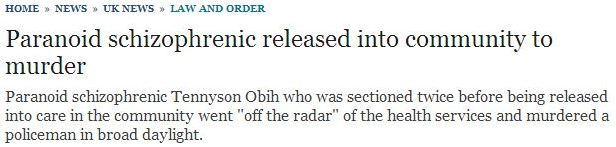 HOME » NEWS » UK NEWS » LAW AND ORDER
Paranoid schizophrenic released into community to
murder
Paranoid schizophrenic Tennyson Obih who was sectioned twice before being released
into care in the community went "off the radar" of the health services and murdered a
policeman in broad daylight.